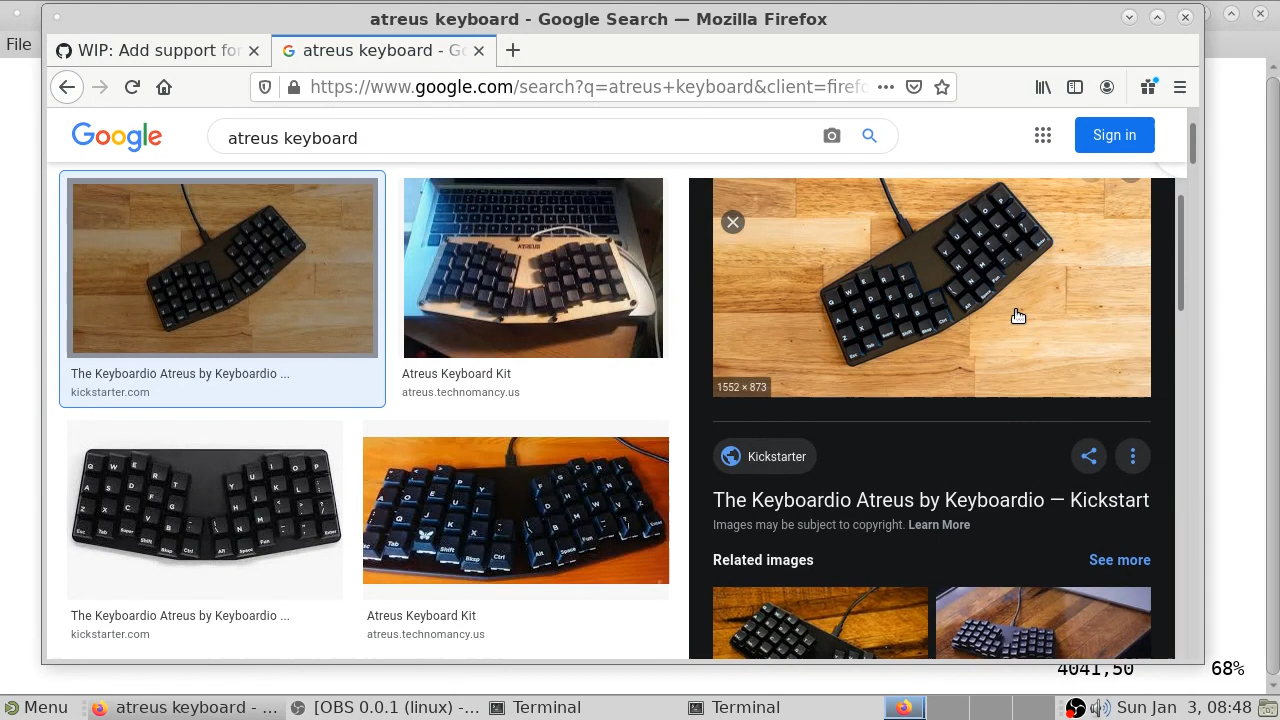 atreus keyboard - Google Search — Mozilla Firefox
File
WIP: Add support for
atreus keyboard - Go
https://www.google.com/search?q=atreus+keyboard&client=firefo
Google
atreus keyboard
Sign in
The Keyboardio Atreus by Keyboardio ...
kickstarter.com
ATREUS
Atreus Keyboard Kit
atreus.technomancy.us
1552 × 873
Kickstarter
The Keyboardio Atreus by Keyboardio — Kickstart
Images may be subject to copyright. Learn More
Related images
See more
The Keyboardio Atreus by Keyboardio ...
kickstarter.com
Atreus Keyboard Kit
atreus.technomancy.us
4041,50
68%
Menu
atreus keyboard - ...
[OBS 0.0.1 (linux) -...
Terminal
Terminal
Sun Jan 3, 08:48